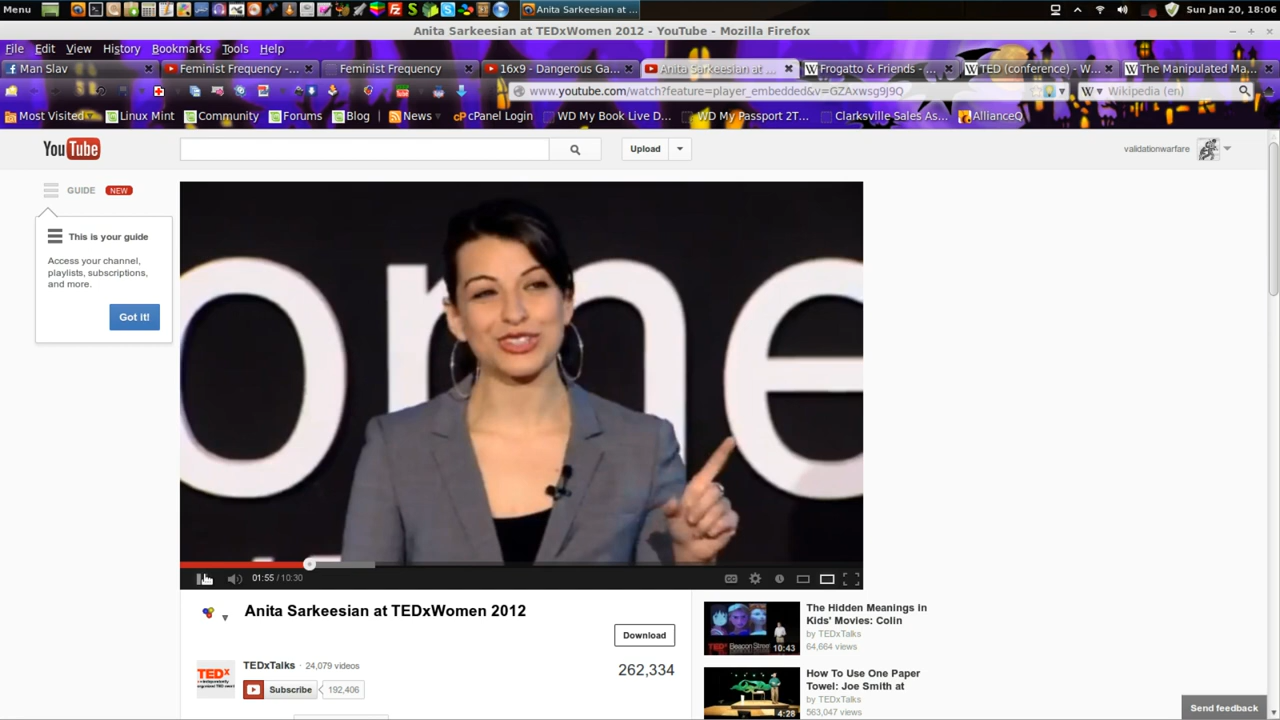 Menu
Anita Sarkeesian at ...
Sun Jan 20, 18:06
Anita Sarkeesian at TEDxWomen 2012 - YouTube - Mozilla Firefox
File Edit View History Bookmarks Tools Help
Man Slav
Feminist Frequency -...
Feminist Frequency
16x9 - Dangerous Ga...
Anita Sarkeesian at ...
Frogatto & Friends - ...
TED (conference) - W...
The Manipulated Ma...
www.youtube.com/watch?feature=player_embedded&v=GZAxwsg9J9Q
Wikipedia (en)
Most Visited
Linux Mint
Community
Forums
Blog
News
cPanel Login
WD My Book Live D...
WD My Passport 2T...
Clarksville Sales As...
AllianceQ
YouTube
Upload
validationwarfare
GUIDE NEW
This is your guide
Access your channel,
playlists, subscriptions,
and more.
Got it!
ome
01:55 / 10:30
Anita Sarkeesian at TEDxWomen 2012
Download
TEDxTalks · 24,079 videos
Subscribe 192,406
262,334
TEDx
Beacon Street
10:43
The Hidden Meanings in
Kids' Movies: Colin
by TEDxTalks
64,664 views
4:28
How To Use One Paper
Towel: Joe Smith at
by TEDxTalks
563,047 views
Send feedback